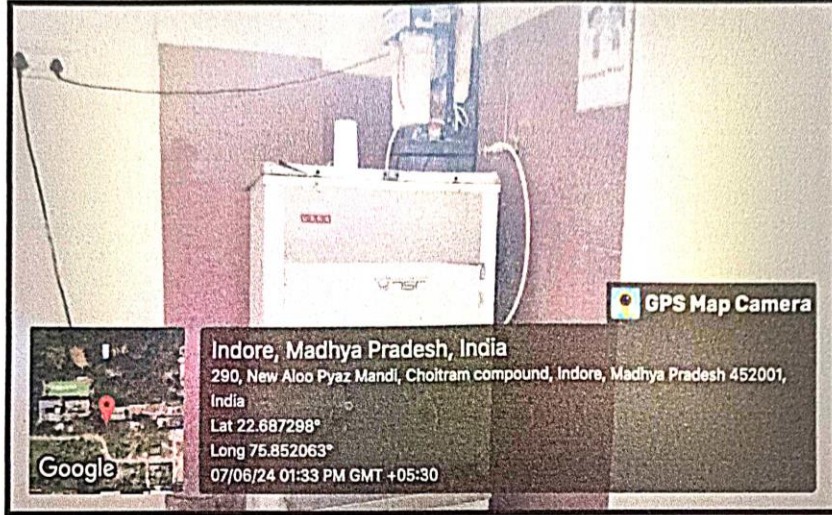 GPS Map Camera
Indore, Madhya Pradesh, India
290, New Aloo Pyaz Mandi, Choitram compound, Indore, Madhya Pradesh 452001,
India
Lat 22.687298°
Long 75.852063°
07/06/24 01:33 PM GMT +05:30
Google